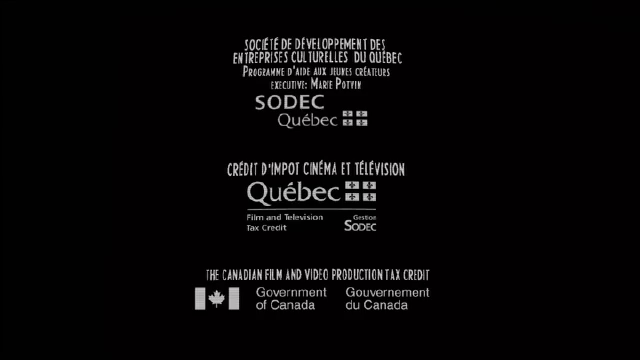 SOCIÉTÉ DE DÉVELOPPEMENT DES
ENTREPRISES CULTURELLES DU QUÉBEC
PROGRAMME D'AIDE AUX JEUNES CRÉATEURS
EXECUTIVE: MARIE POTVIN
SODEC
Québec
CRÉDIT D'IMPOT CINÉMA ET TÉLÉVISION
Québec
Film and Television
Tax Credit
Gestion
SODEC
THE CANADIAN FILM AND VIDEO PRODUCTION TAX CREDIT
Government of Canada
Gouvernement du Canada